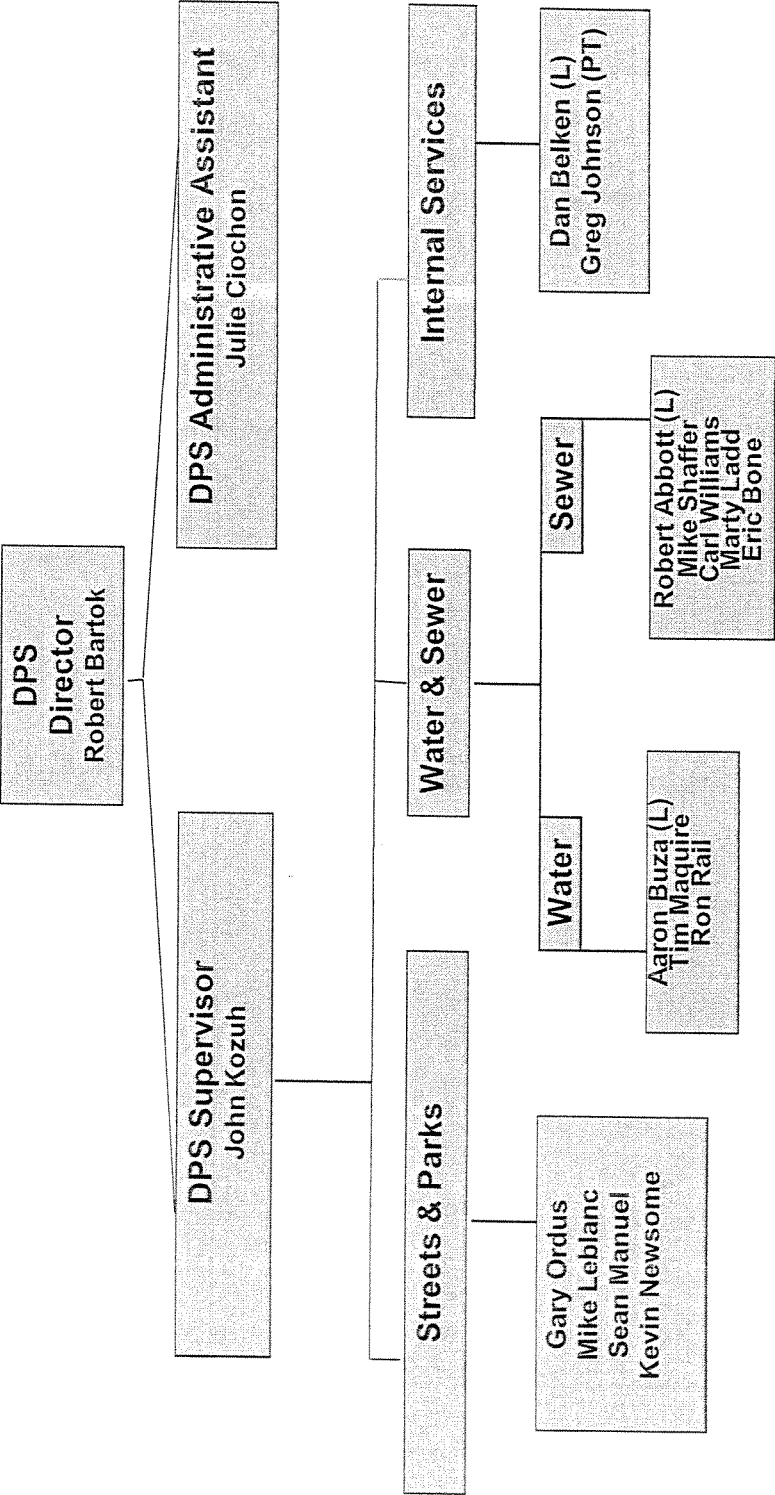 DPS
Director
Robert Bartok
DPS Supervisor
John Kozuh
DPS Administrative Assistant
Julie Ciochon
Streets & Parks
Water & Sewer
Internal Services
Gary Ordus
Mike Leblanc
Sean Manuel
Kevin Newsome
Water
Aaron Buza (L)
Tim Maquire
Ron Rail
Sewer
Robert Abbott (L)
Mike Shaffer
Carl Williams
Marty Ladd
Eric Bone
Dan Belken (L)
Greg Johnson (PT)